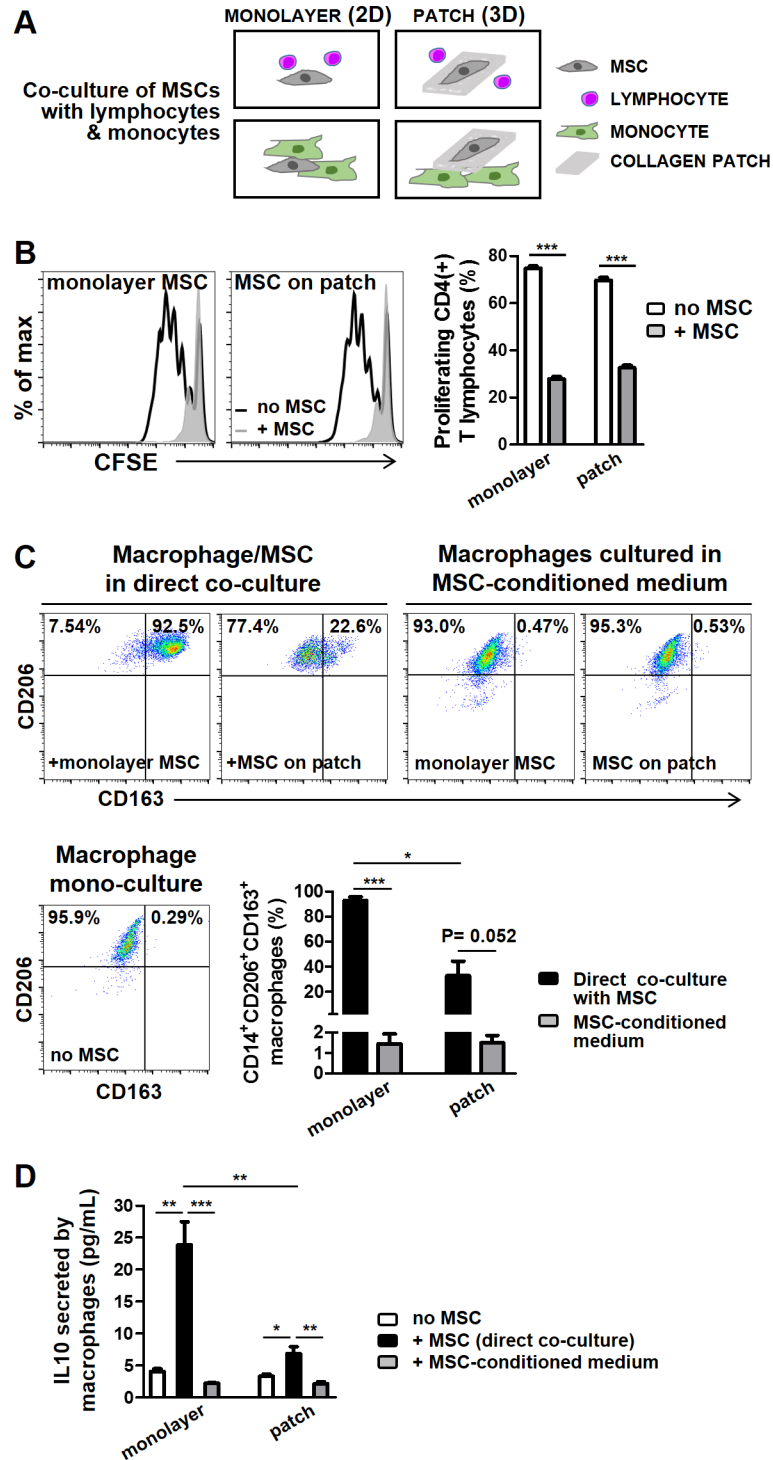 A
MONOLAYER (2D)
PATCH (3D)
Co-culture of MSCs
with lymphocytes
& monocytes
MSC
LYMPHOCYTE
MONOCYTE
COLLAGEN PATCH
B
% of max
monolayer MSC
MSC on patch
no MSC
+ MSC
CFSE
Proliferating CD4(+)
T lymphocytes (%)
80
60
40
20
0
***
***
monolayer
patch
no MSC
+ MSC
C
Macrophage/MSC
in direct co-culture
Macrophages cultured in
MSC-conditioned medium
CD206
7.54%
92.5%
+monolayer MSC
77.4%
22.6%
+MSC on patch
93.0%
0.47%
monolayer MSC
95.3%
0.53%
MSC on patch
CD163
Macrophage
mono-culture
CD206
95.9%
0.29%
no MSC
CD163
CD14+CD206+CD163+
macrophages (%)
100
80
60
40
20
2
1
0
*
***
P= 0.052
monolayer
patch
Direct co-culture
with MSC
MSC-conditioned
medium
D
IL10 secreted by
macrophages (pg/mL)
30
25
20
15
10
5
0
**
**
***
*
**
monolayer
patch
no MSC
+ MSC (direct co-culture)
+ MSC-conditioned medium